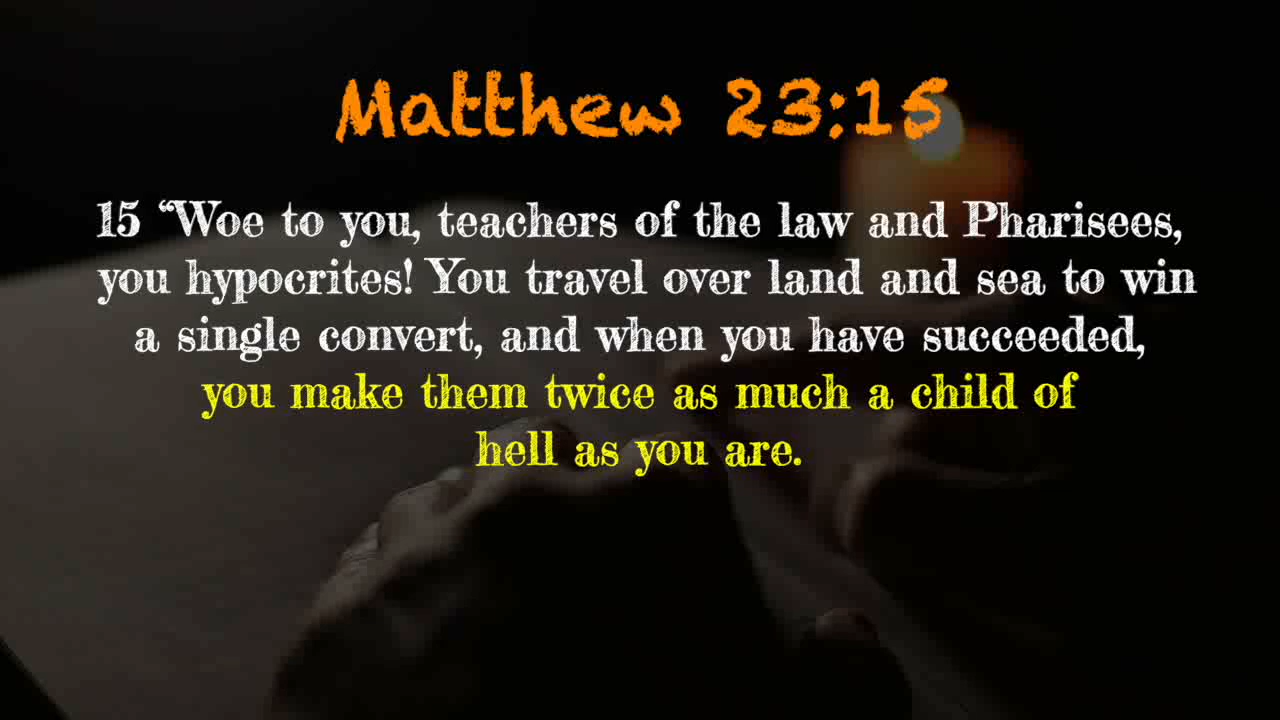 Matthew 23:15
15 “Woe to you, teachers of the law and Pharisees,
you hypocrites! You travel over land and sea to win
a single convert, and when you have succeeded,
you make them twice as much a child of
hell as you are.